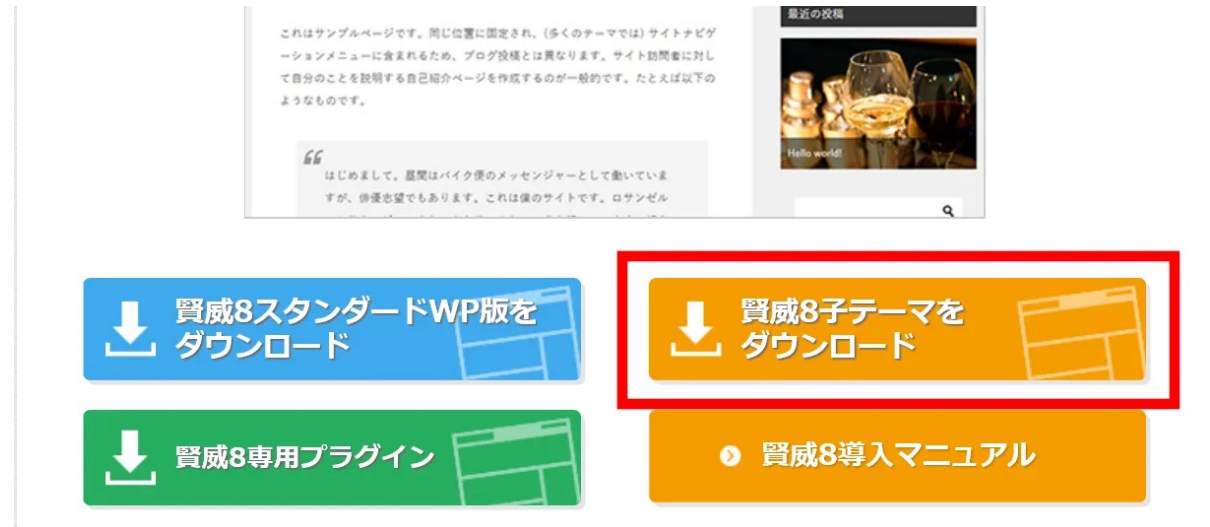 これはサンプルページです。同じ位置に固定され、(多くのテーマでは) サイトナビゲ
ーションメニューに含まれるため、ブログ投稿とは異なります。サイト訪問者に対し
て自分のことを説明する自己紹介ページを作成するのが一般的です。たとえば以下の
ようなものです。
はじめまして。昼間はバイク便のメッセンジャーとして働いていま
すが、俳優志望でもあります。これは僕のサイトです。ロサンゼル
最近の投稿
Hello world!
賢威8スタンダードWP版を
ダウンロード
賢威8子テーマを
ダウンロード
賢威8専用プラグイン
賢威8導入マニュアル